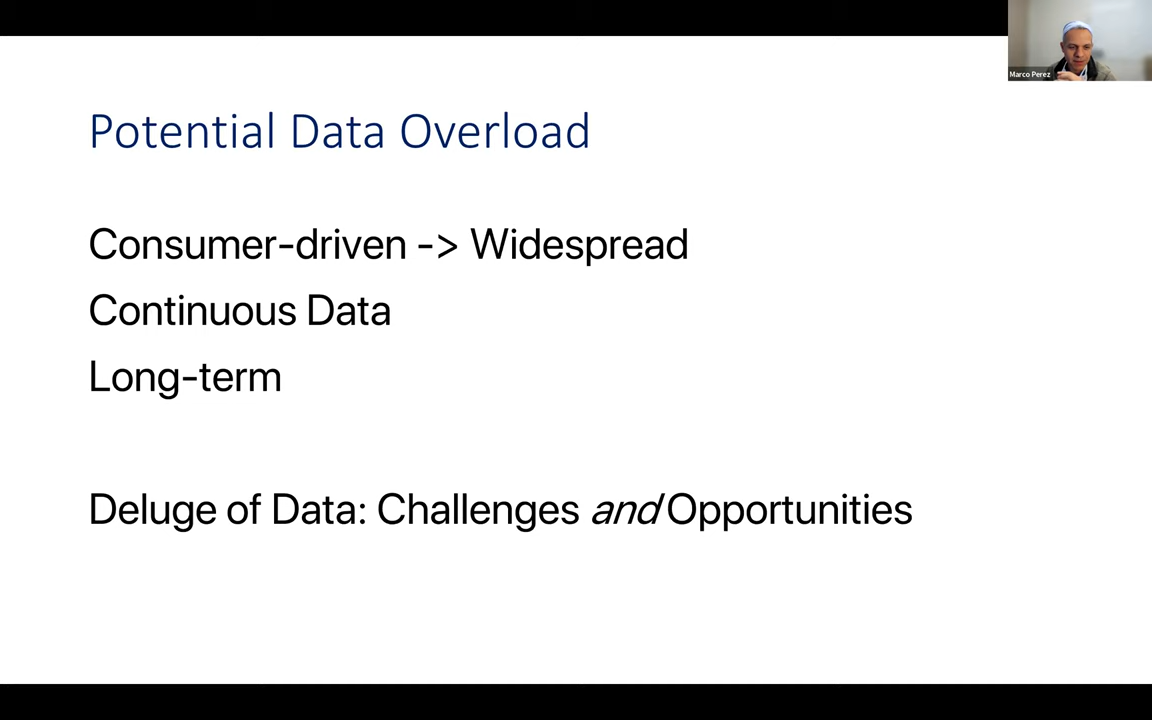 Marco Perez
Potential Data Overload
Consumer-driven -> Widespread
Continuous Data
Long-term
Deluge of Data: Challenges and Opportunities